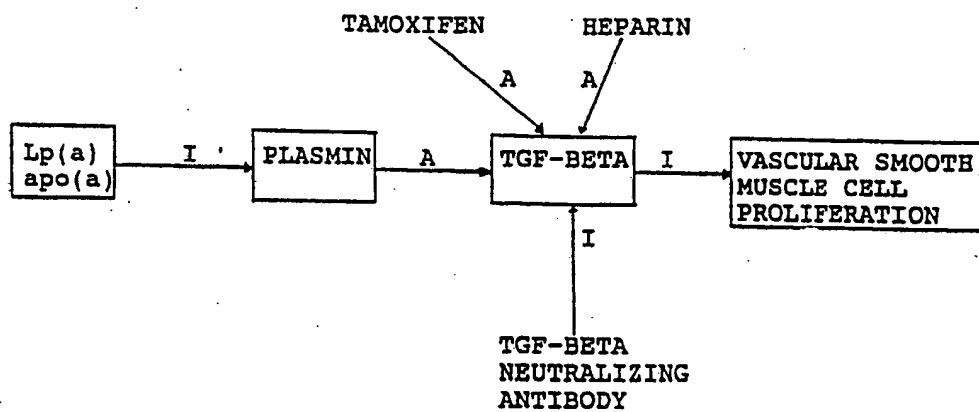 TAMOXIFEN HEPARIN
A A
Lp(a)
apo(a)
I
PLASMIN
A
TGF-BETA
I
VASCULAR SMOOTH
MUSCLE CELL
PROLIFERATION
I
TGF-BETA
NEUTRALIZING
ANTIBODY